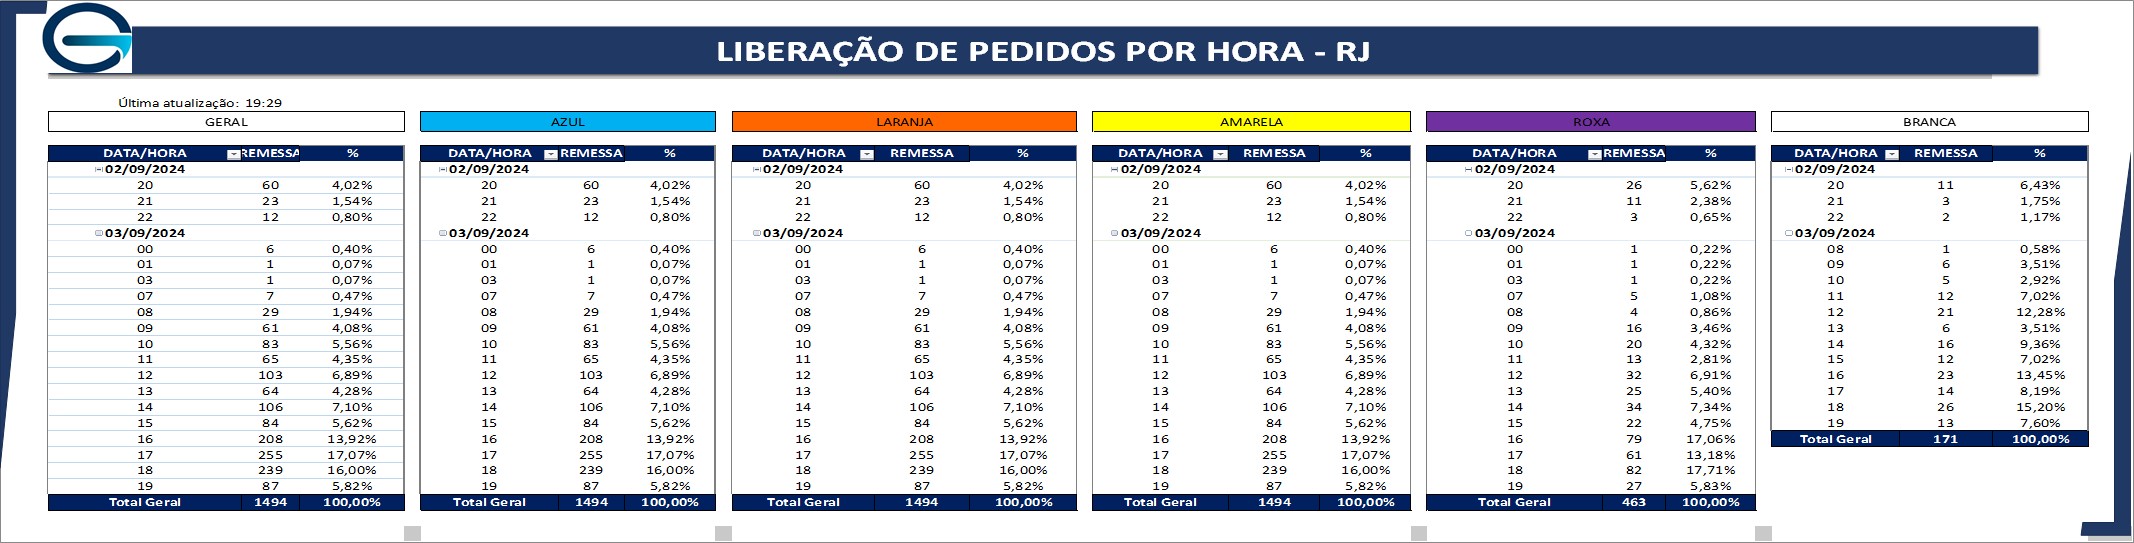 LIBERAÇÃO DE PEDIDOS POR HORA - RJ
Última atualização: 19:29
GERAL AZUL LARANJA AMARELA ROXA BRANCA
DATA/HORA REMESSA % DATA/HORA REMESSA % DATA/HORA REMESSA % DATA/HORA REMESSA % DATA/HORA REMESSA % DATA/HORA REMESSA %
02/09/2024 02/09/2024 02/09/2024 02/09/2024 02/09/2024 02/09/2024
20 60 4,02% 20 60 4,02% 20 60 4,02% 20 60 4,02% 20 26 5,62% 20 11 6,43%
21 23 1,54% 21 23 1,54% 21 23 1,54% 21 23 1,54% 21 11 2,38% 21 3 1,75%
22 12 0,80% 22 12 0,80% 22 12 0,80% 22 12 0,80% 22 3 0,65% 22 2 1,17%
03/09/2024 03/09/2024 03/09/2024 03/09/2024 03/09/2024 03/09/2024
00 6 0,40% 00 6 0,40% 00 6 0,40% 00 6 0,40% 00 1 0,22% 08 1 0,58%
01 1 0,07% 01 1 0,07% 01 1 0,07% 01 1 0,07% 01 1 0,22% 09 6 3,51%
03 1 0,07% 03 1 0,07% 03 1 0,07% 03 1 0,07% 03 1 0,22% 10 5 2,92%
07 7 0,47% 07 7 0,47% 07 7 0,47% 07 7 0,47% 07 5 1,08% 11 12 7,02%
08 29 1,94% 08 29 1,94% 08 29 1,94% 08 29 1,94% 08 4 0,86% 12 21 12,28%
09 61 4,08% 09 61 4,08% 09 61 4,08% 09 61 4,08% 09 16 3,46% 13 6 3,51%
10 83 5,56% 10 83 5,56% 10 83 5,56% 10 83 5,56% 10 20 4,32% 14 16 9,36%
11 65 4,35% 11 65 4,35% 11 65 4,35% 11 65 4,35% 11 13 2,81% 15 12 7,02%
12 103 6,89% 12 103 6,89% 12 103 6,89% 12 103 6,89% 12 32 6,91% 16 23 13,45%
13 64 4,28% 13 64 4,28% 13 64 4,28% 13 64 4,28% 13 25 5,40% 17 14 8,19%
14 106 7,10% 14 106 7,10% 14 106 7,10% 14 106 7,10% 14 34 7,34% 18 26 15,20%
15 84 5,62% 15 84 5,62% 15 84 5,62% 15 84 5,62% 15 22 4,75% 19 13 7,60%
16 208 13,92% 16 208 13,92% 16 208 13,92% 16 208 13,92% 16 79 17,06% Total Geral 171 100,00%
17 255 17,07% 17 255 17,07% 17 255 17,07% 17 255 17,07% 17 61 13,18%
18 239 16,00% 18 239 16,00% 18 239 16,00% 18 239 16,00% 18 82 17,71%
19 87 5,82% 19 87 5,82% 19 87 5,82% 19 87 5,82% 19 27 5,83%
Total Geral 1494 100,00% Total Geral 1494 100,00% Total Geral 1494 100,00% Total Geral 1494 100,00% Total Geral 463 100,00%